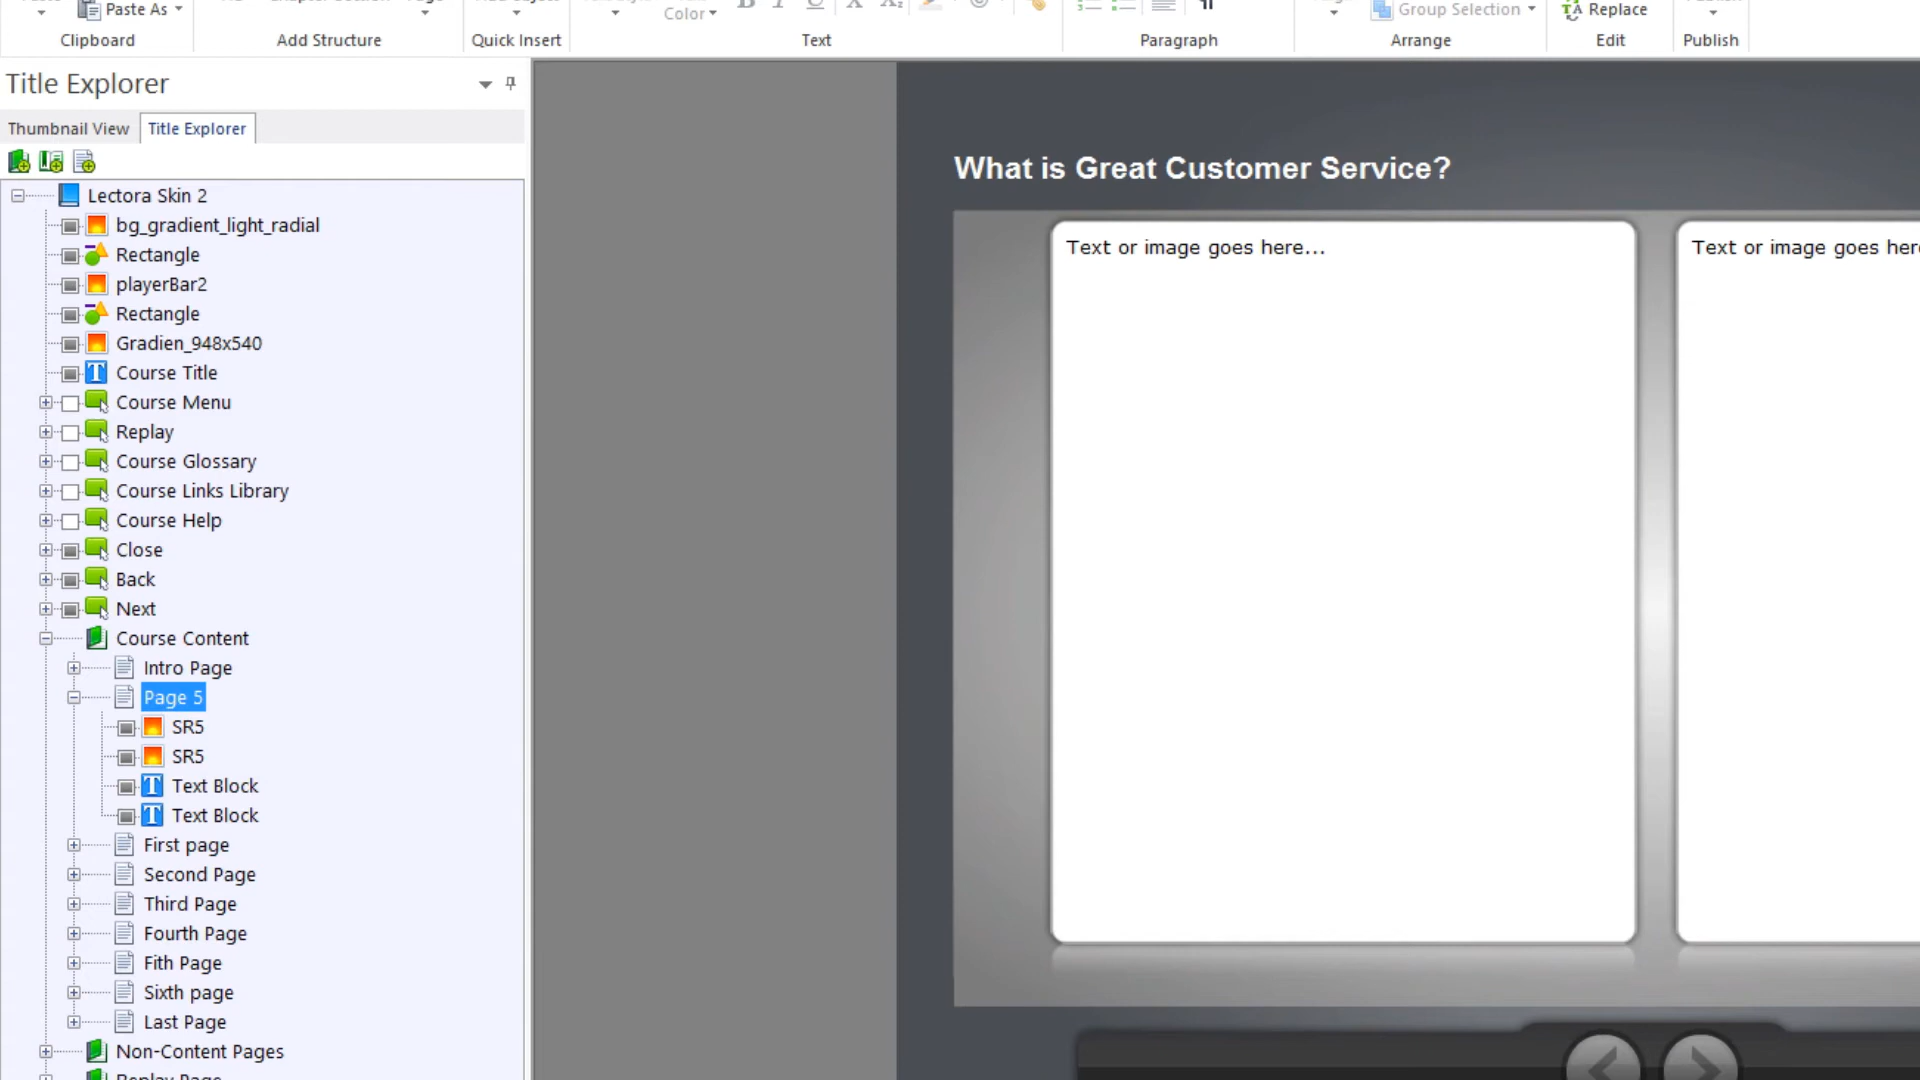 Paste As
Color
Group Selection
Replace
Clipboard
Add Structure
Quick Insert
Text
Paragraph
Arrange
Edit
Publish
Title Explorer
Thumbnail View
Title Explorer
Lectora Skin 2
bg_gradient_light_radial
Rectangle
playerBar2
Rectangle
Gradien_948x540
Course Title
Course Menu
Replay
Course Glossary
Course Links Library
Course Help
Close
Back
Next
Course Content
Intro Page
Page 5
SR5
SR5
Text Block
Text Block
First page
Second Page
Third Page
Fourth Page
Fith Page
Sixth page
Last Page
Non-Content Pages
What is Great Customer Service?
Text or image goes here...
Text or image goes her